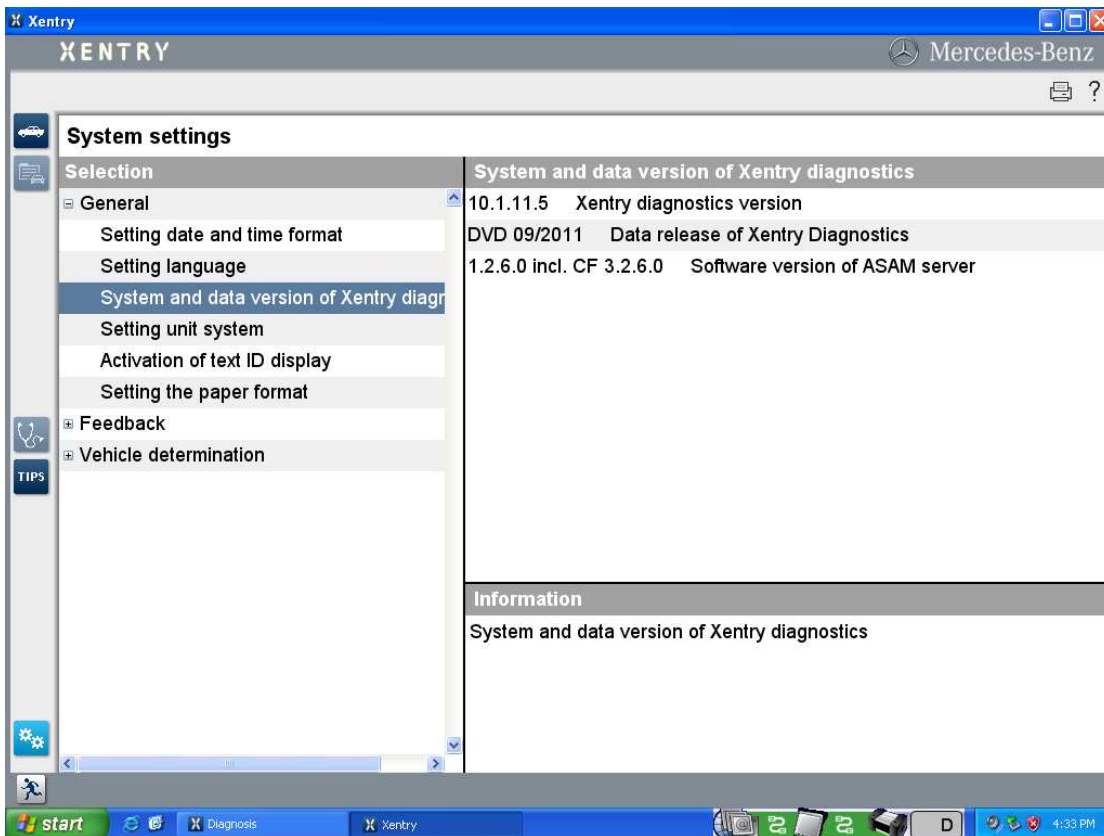 Xentry
XENTRY
Mercedes-Benz
?
System settings
Selection
System and data version of Xentry diagnostics
General
10.1.11.5 Xentry diagnostics version
Setting date and time format
DVD 09/2011 Data release of Xentry Diagnostics
Setting language
1.2.6.0 incl. CF 3.2.6.0 Software version of ASAM server
System and data version of Xentry diagr
Setting unit system
Activation of text ID display
Setting the paper format
Feedback
Vehicle determination
TIPS
Information
System and data version of Xentry diagnostics
start
Diagnosis
Xentry
D
4:33 PM